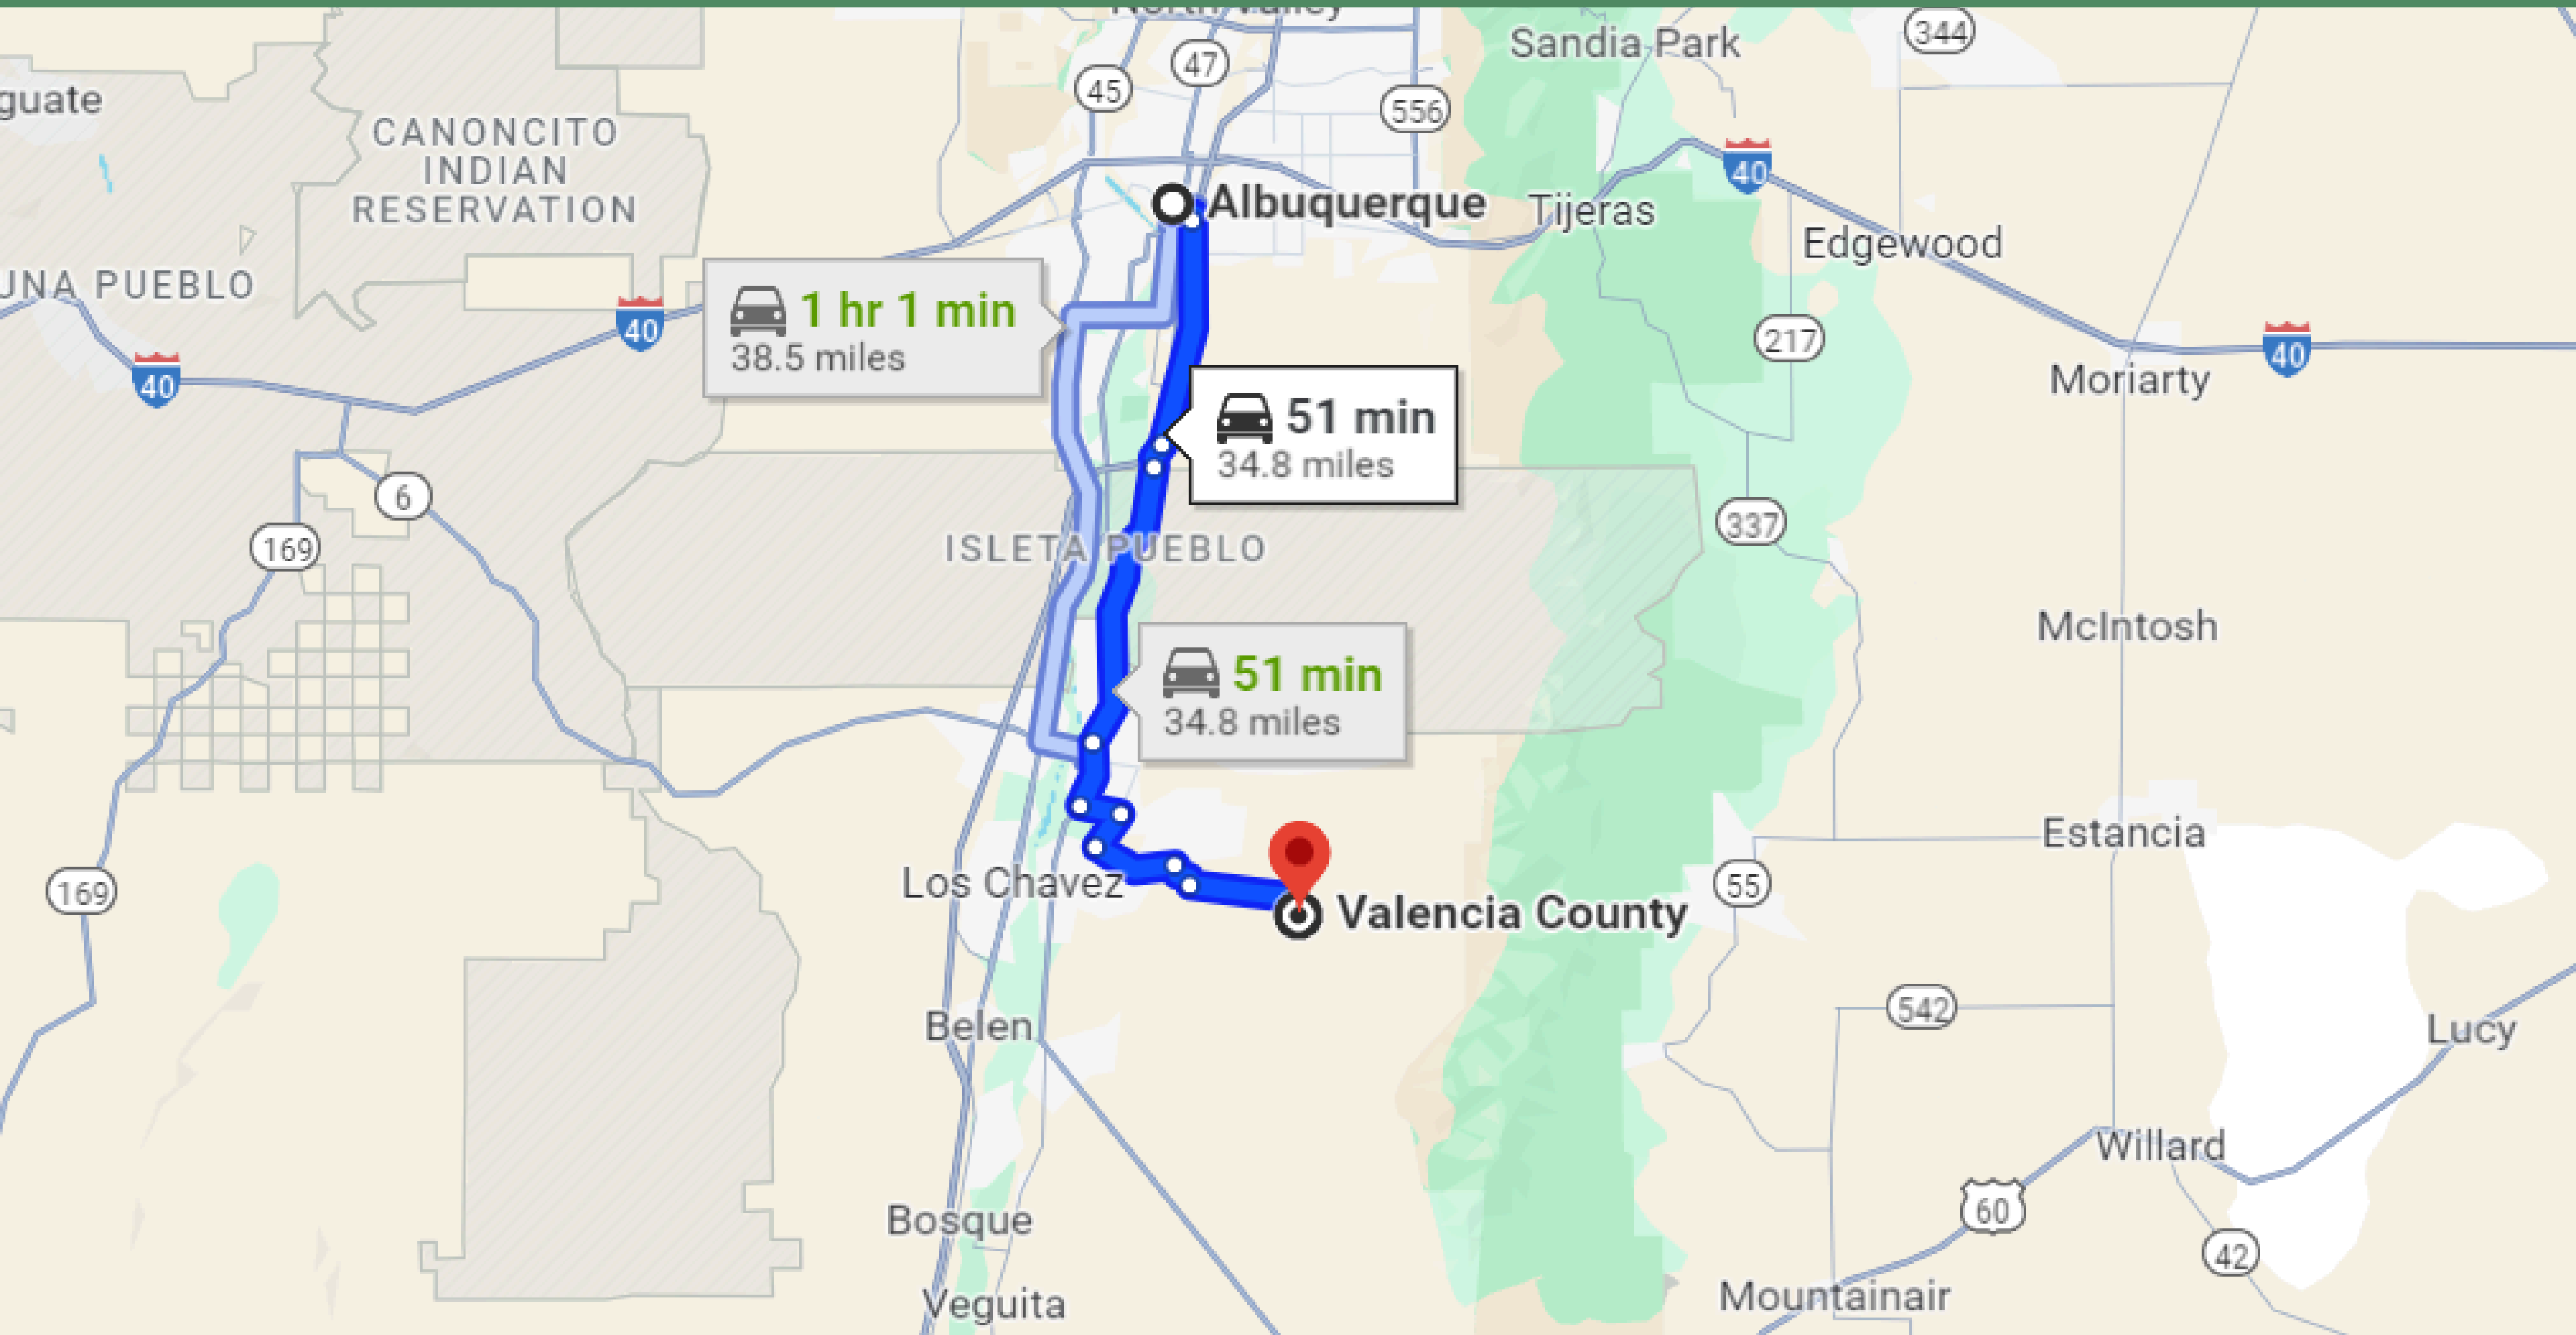 North Valley
Sandia Park
344
47
45
556
guate
CANONCITO
INDIAN
RESERVATION
40
Albuquerque
Tijeras
Edgewood
UNA PUEBLO
1 hr 1 min
38.5 miles
40
40
217
40
Moriarty
51 min
34.8 miles
6
169
337
ISLETA PUEBLO
McIntosh
51 min
34.8 miles
Estancia
Los Chavez
169
55
Valencia County
542
Belen
Lucy
Willard
60
Bosque
42
Veguita
Mountainair